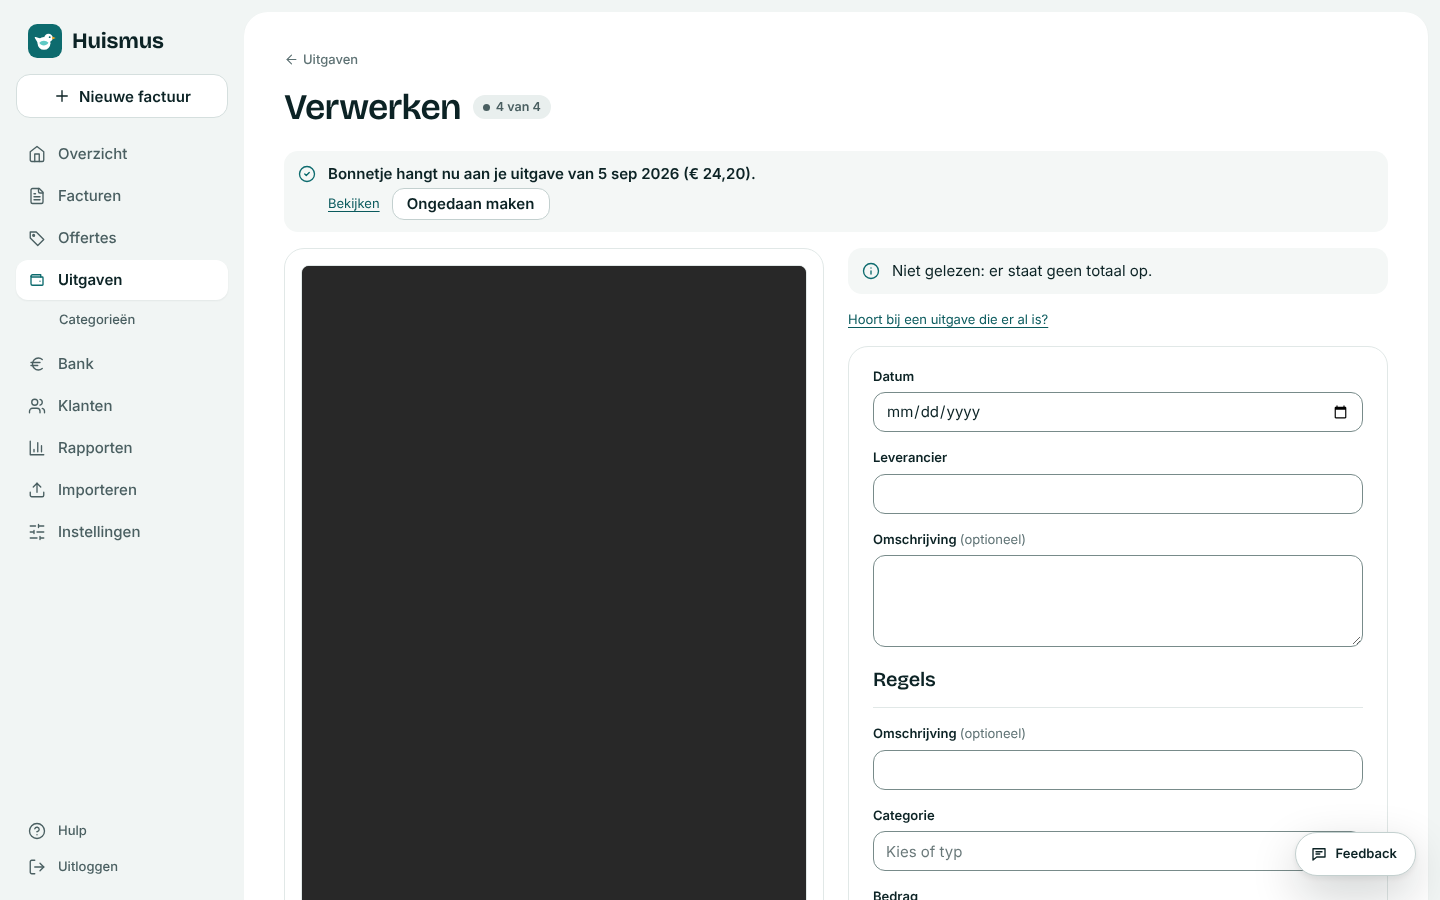 Huismus
Nieuwe factuur
Overzicht
Facturen
Offertes
Uitgaven
Categorieën
Bank
Klanten
Rapporten
Importeren
Instellingen
Hulp
Uitloggen
Uitgaven
Verwerken
4 van 4
Bonnetje hangt nu aan je uitgave van 5 sep 2026 (€ 24,20).
Bekijken Ongedaan maken
Niet gelezen: er staat geen totaal op.
Hoort bij een uitgave die er al is?
Datum
mm/dd/yyyy
Leverancier
Omschrijving (optioneel)
Regels
Omschrijving (optioneel)
Categorie
Kies of typ
Bedrag
Feedback